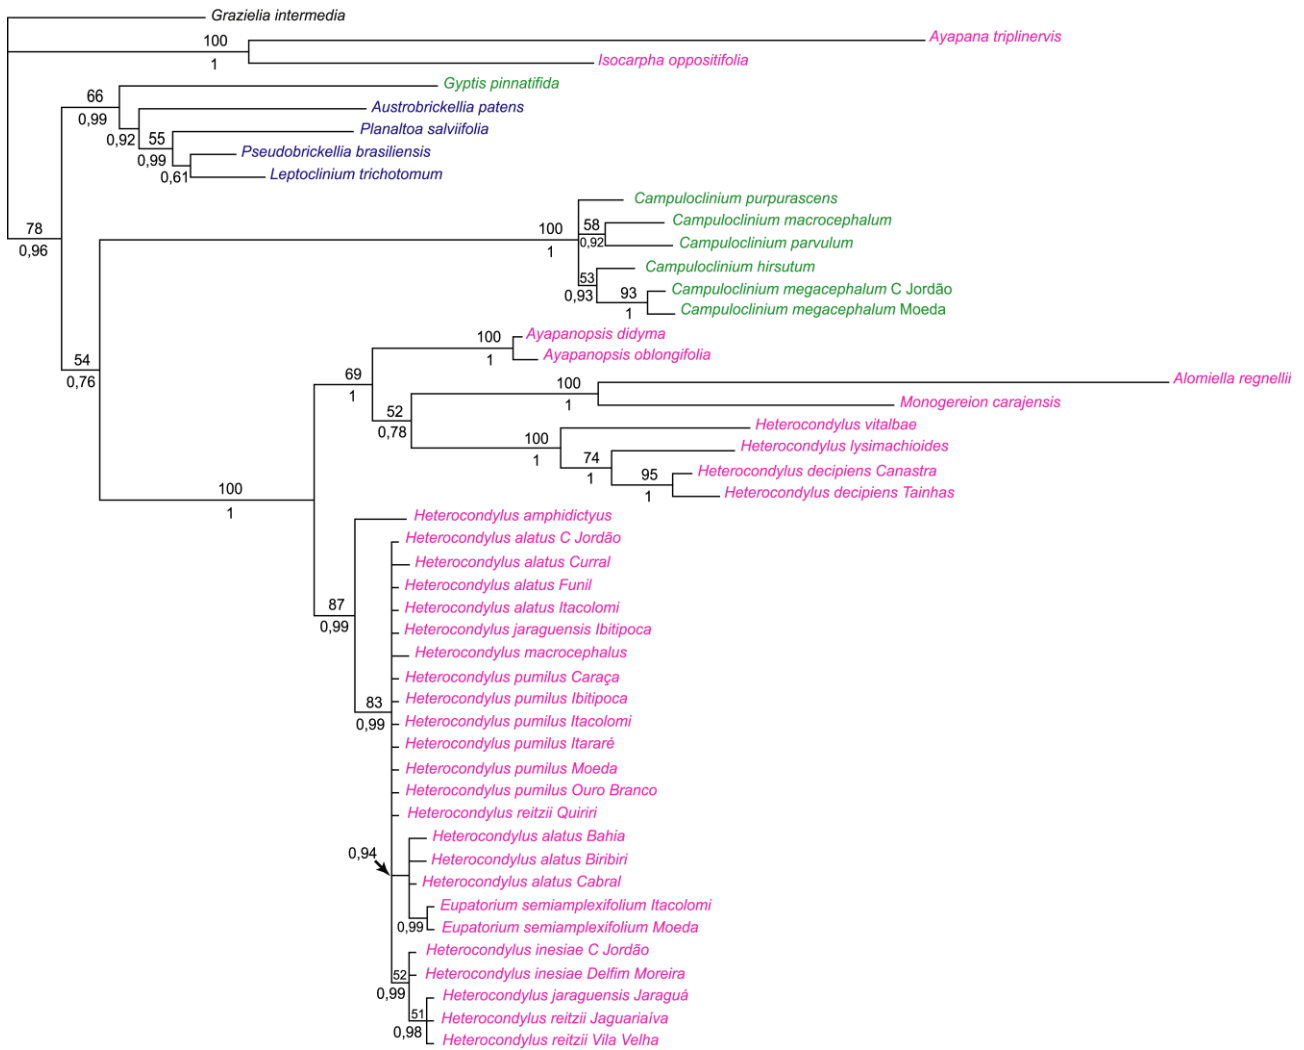 Grazielia intermedia
Ayapana triplinervis
100
1
Isocarpha oppositifolia
Gyptis pinnatifida
66
0,99
Austrobrickellia patens
0,92
Planaltoa salviifolia
55
0,99
Pseudobrickellia brasiliensis
0,61
Leptoclinium trichotomum
78
0,96
Campuloclinium purpurascens
100
1
Campuloclinium macrocephalum
58
0,92
Campuloclinium parvulum
Campuloclinium hirsutum
53
0,93
Campuloclinium megacephalum C Jordão
93
1
Campuloclinium megacephalum Moeda
54
0,76
Ayapanopsis didyma
100
1
Ayapanopsis oblongifolia
69
1
Alomiella regnellii
100
1
Monogereion carajensis
52
0,78
Heterocondylus vitalbae
100
1
Heterocondylus lysimachioides
74
1
Heterocondylus decipiens Canastra
95
1
Heterocondylus decipiens Tainhas
100
1
Heterocondylus amphidictyus
Heterocondylus alatus C Jordão
Heterocondylus alatus Curral
Heterocondylus alatus Funil
87
0,99
Heterocondylus alatus Itacolomi
Heterocondylus jaraguensis Ibitipoca
Heterocondylus macrocephalus
Heterocondylus pumilus Caraça
Heterocondylus pumilus Ibitipoca
83
0,99
Heterocondylus pumilus Itacolomi
Heterocondylus pumilus Itararé
Heterocondylus pumilus Moeda
Heterocondylus pumilus Ouro Branco
Heterocondylus reitzii Quiriri
Heterocondylus alatus Bahia
0,94
Heterocondylus alatus Biribiri
Heterocondylus alatus Cabral
Eupatorium semiamplexifolium Itacolomi
0,99
Eupatorium semiamplexifolium Moeda
Heterocondylus inesiae C Jordão
52
0,99
Heterocondylus inesiae Delfim Moreira
Heterocondylus jaraguensis Jaraguá
51
0,98
Heterocondylus reitzii Jaguariaíva
Heterocondylus reitzii Vila Velha